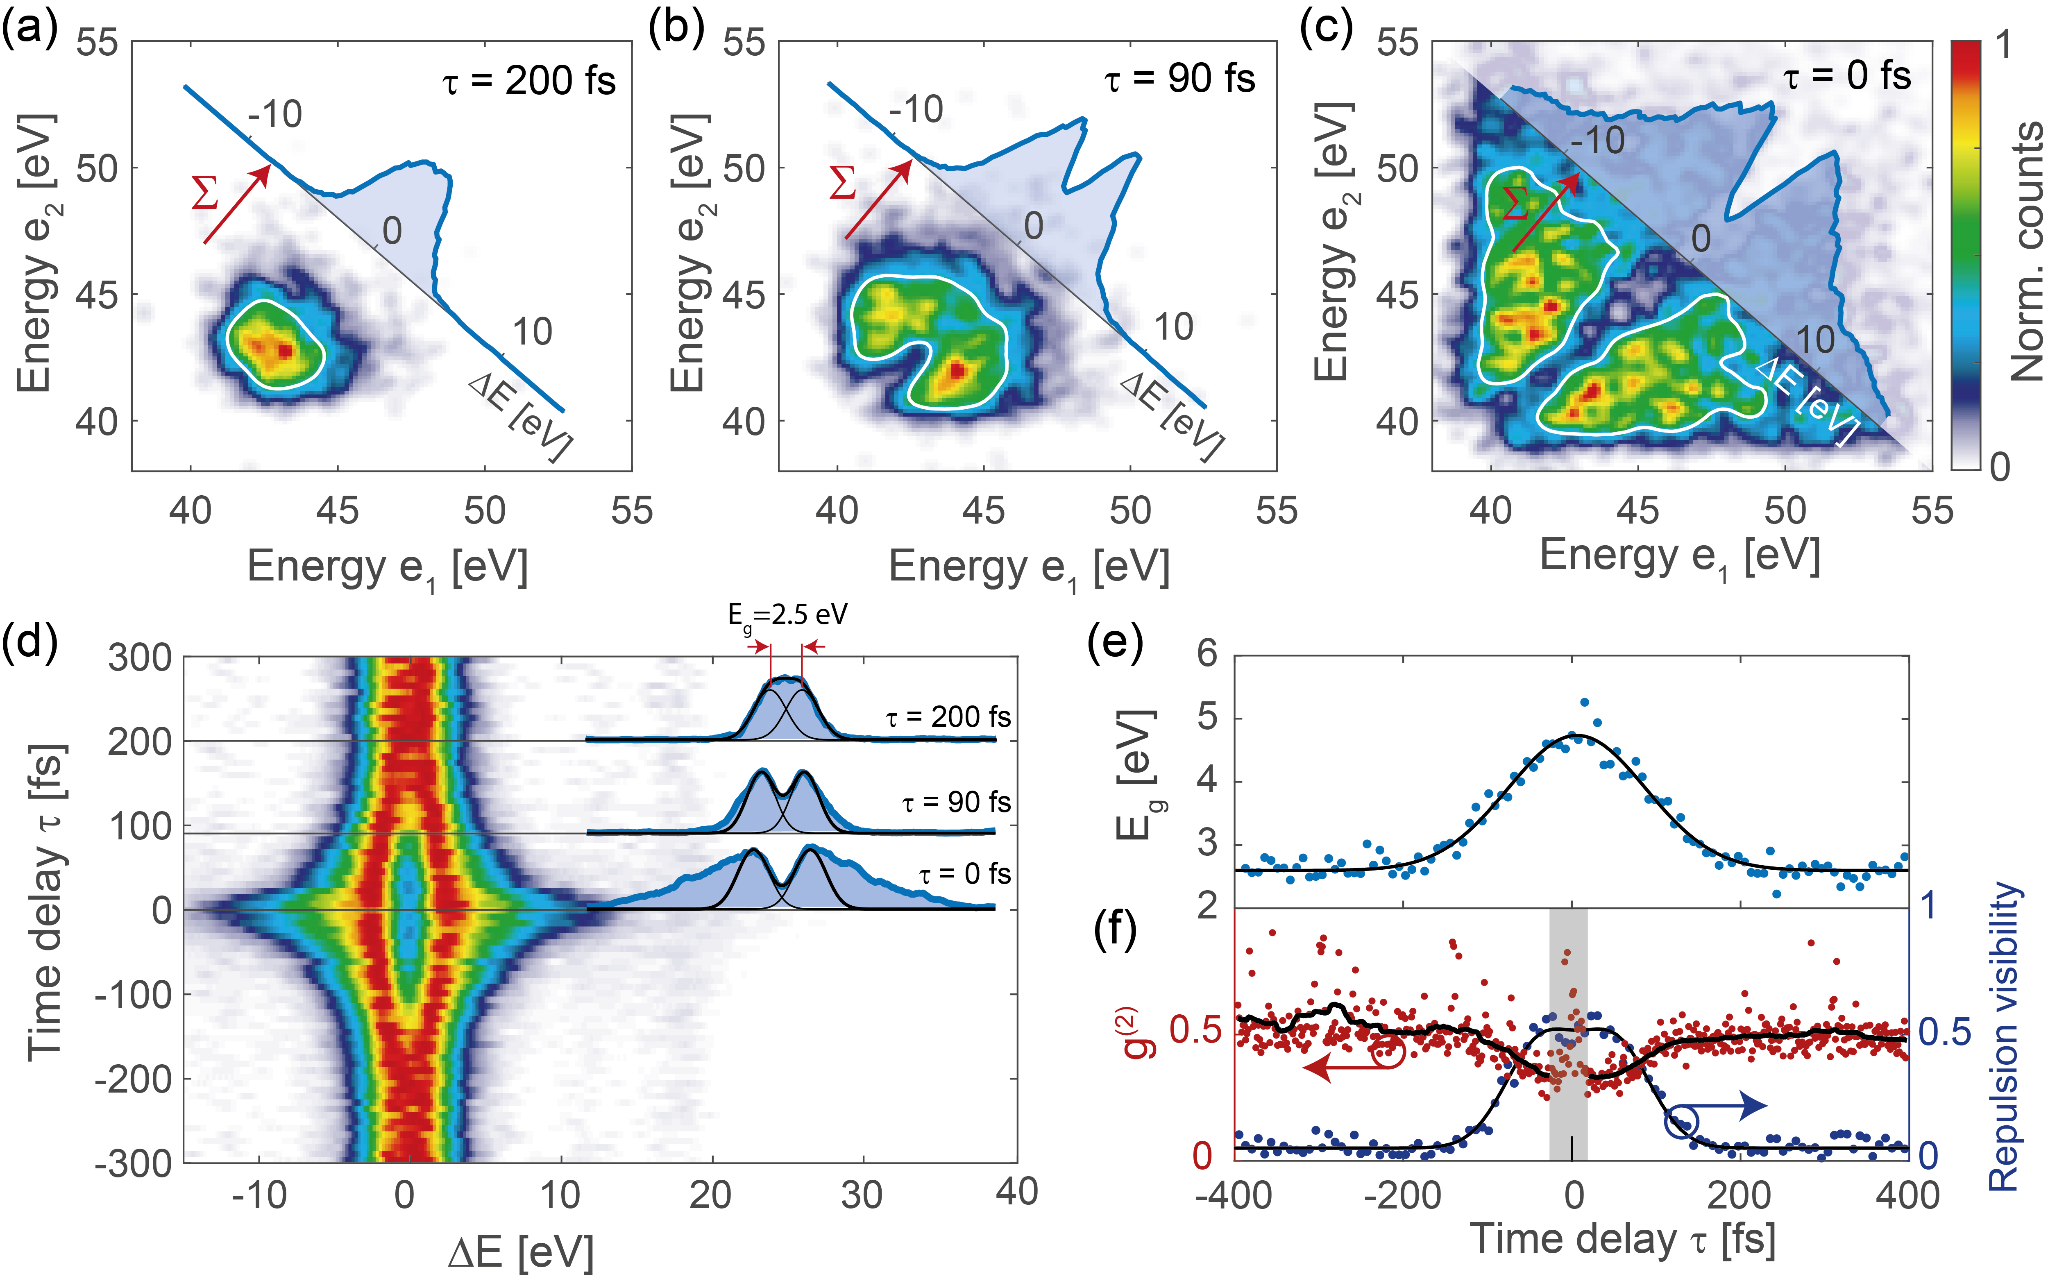 (a)
55
50
45
40
Energy e2 [eV]
τ = 200 fs
-10
0
10
Σ
ΔE [eV]
40 45 50 55
Energy e1 [eV]
(b)
55
50
45
40
Energy e2 [eV]
τ = 90 fs
-10
0
10
Σ
ΔE [eV]
40 45 50 55
Energy e1 [eV]
(c)
55
50
45
40
Energy e2 [eV]
τ = 0 fs
-10
0
10
Σ
ΔE [eV]
40 45 50 55
Energy e1 [eV]
1
0
Norm. counts
(d)
Eg=2.5 eV
300
200
100
0
-100
-200
-300
Time delay τ [fs]
τ = 200 fs
τ = 90 fs
τ = 0 fs
-10 0 10 20 30 40
ΔE [eV]
(e)
6
5
4
3
2
Eg [eV]
(f)
g(2)
0.5
0
1
0.5
0
Repulsion visibility
-400 -200 0 200 400
Time delay τ [fs]